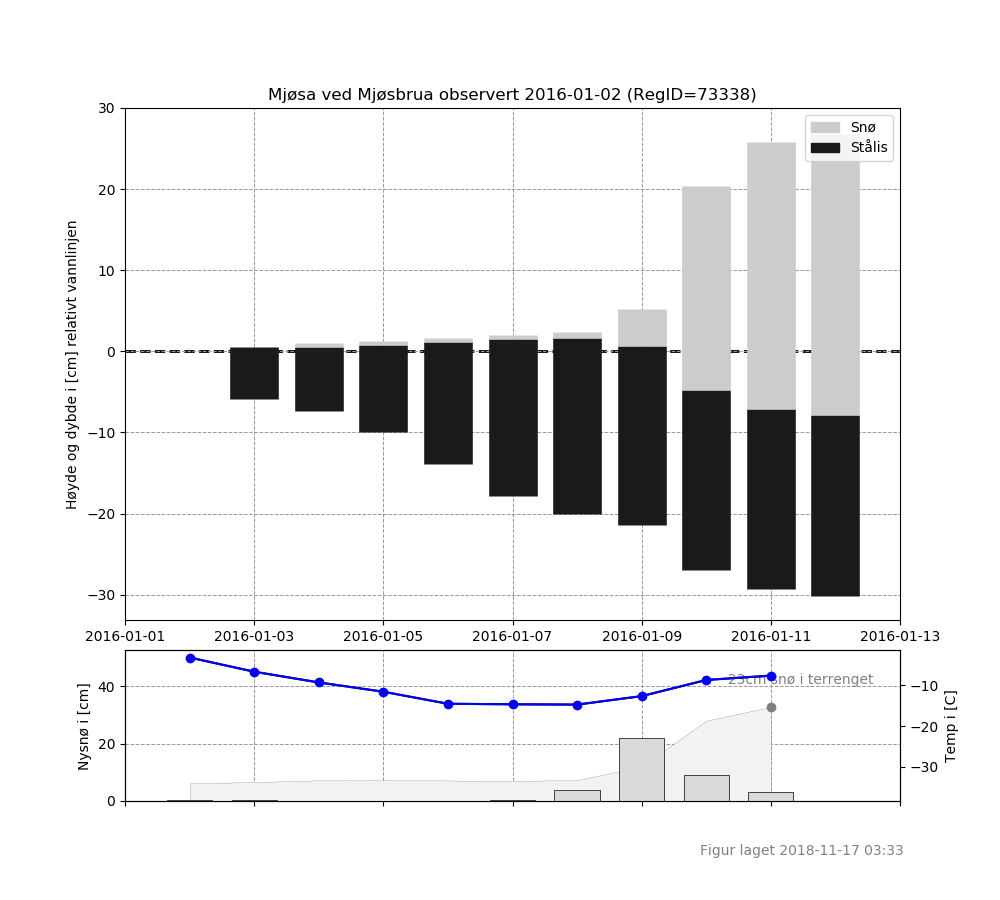 Mjøsa ved Mjøsbrua observert 2016-01-02 (RegID=73338)
Høyde og dybde i [cm] relativt vannlinjen
30
20
10
0
−10
−20
−30
Snø
Stålis
2016-01-01 2016-01-03 2016-01-05 2016-01-07 2016-01-09 2016-01-11 2016-01-13
Nysnø i [cm]
40
20
0
23cm snø i terrenget
−10
−20
−30
Temp i [C]
Figur laget 2018-11-17 03:33